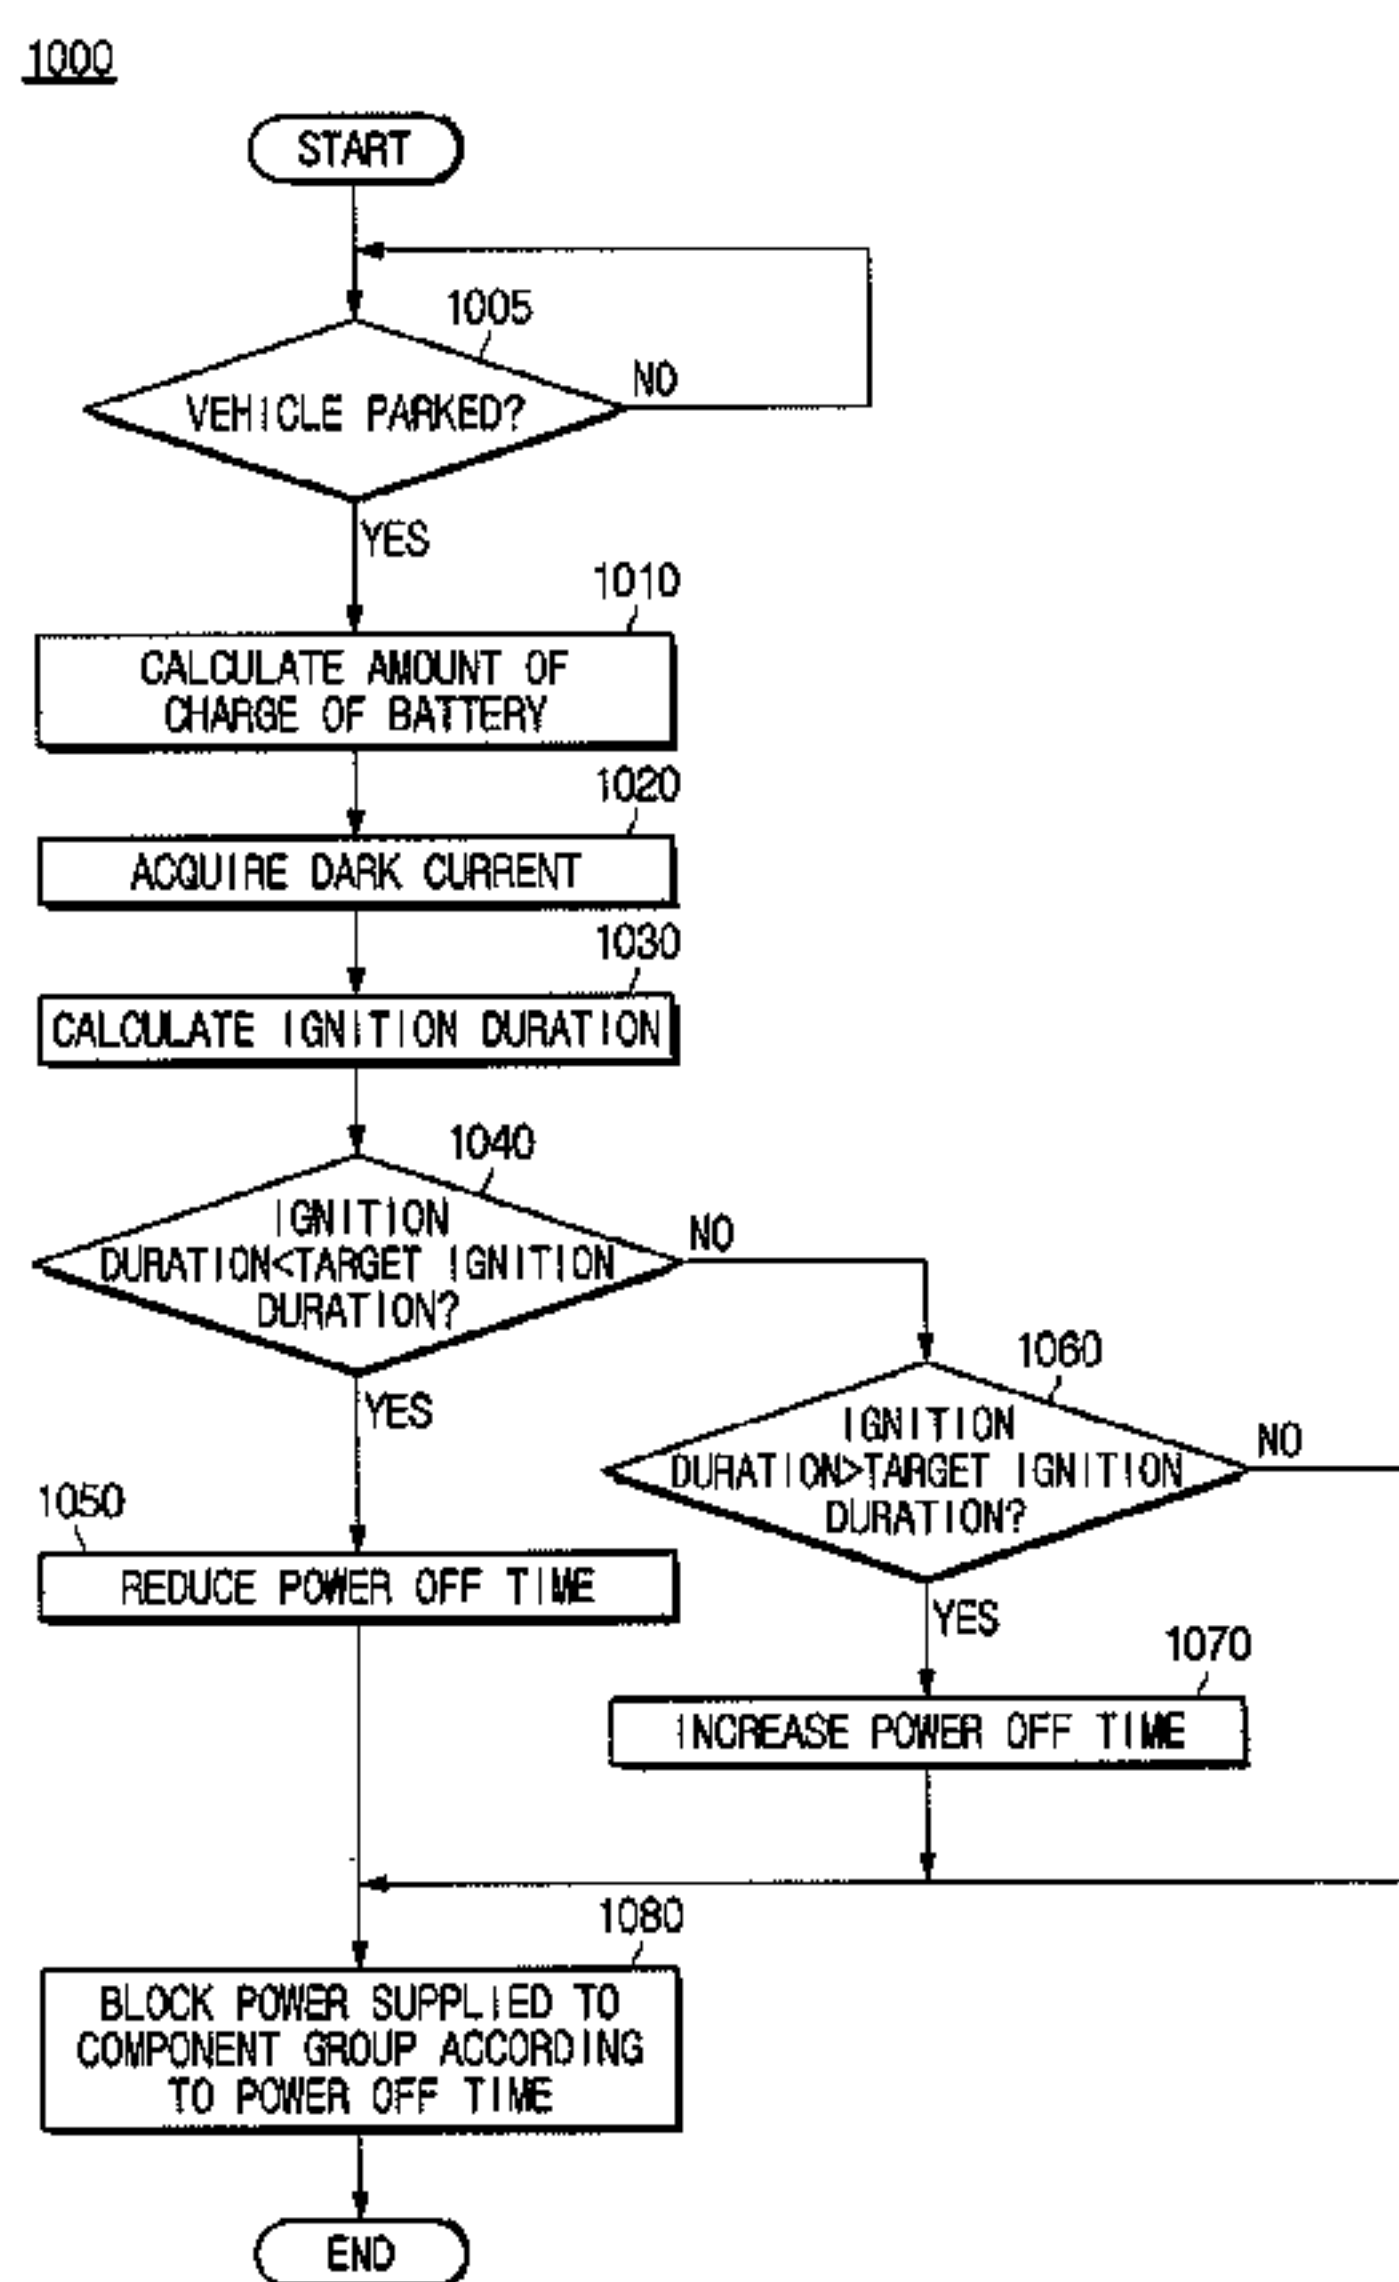 1000
START
1005
VEHICLE PARKED?
NO
YES
1010
CALCULATE AMOUNT OF
CHARGE OF BATTERY
1020
ACQUIRE DARK CURRENT
1030
CALCULATE IGNITION DURATION
1040
IGNITION
DURATION<TARGET IGNITION
DURATION?
NO
YES
1060
IGNITION
DURATION>TARGET IGNITION
DURATION?
NO
YES
1050
REDUCE POWER OFF TIME
1070
INCREASE POWER OFF TIME
1080
BLOCK POWER SUPPLIED TO
COMPONENT GROUP ACCORDING
TO POWER OFF TIME
END